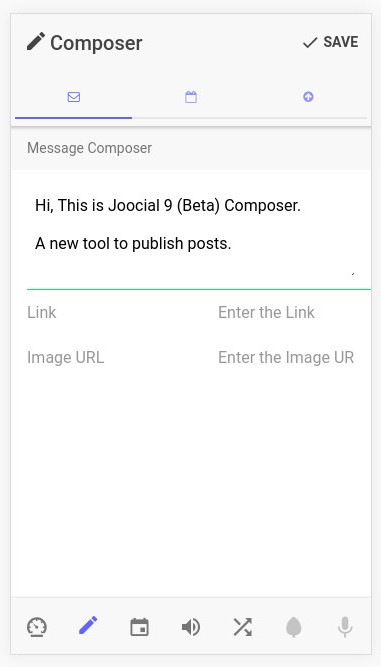 Composer
SAVE
Message Composer
Hi, This is Joocial 9 (Beta) Composer.
A new tool to publish posts.
Link
Enter the Link
Image URL
Enter the Image UR